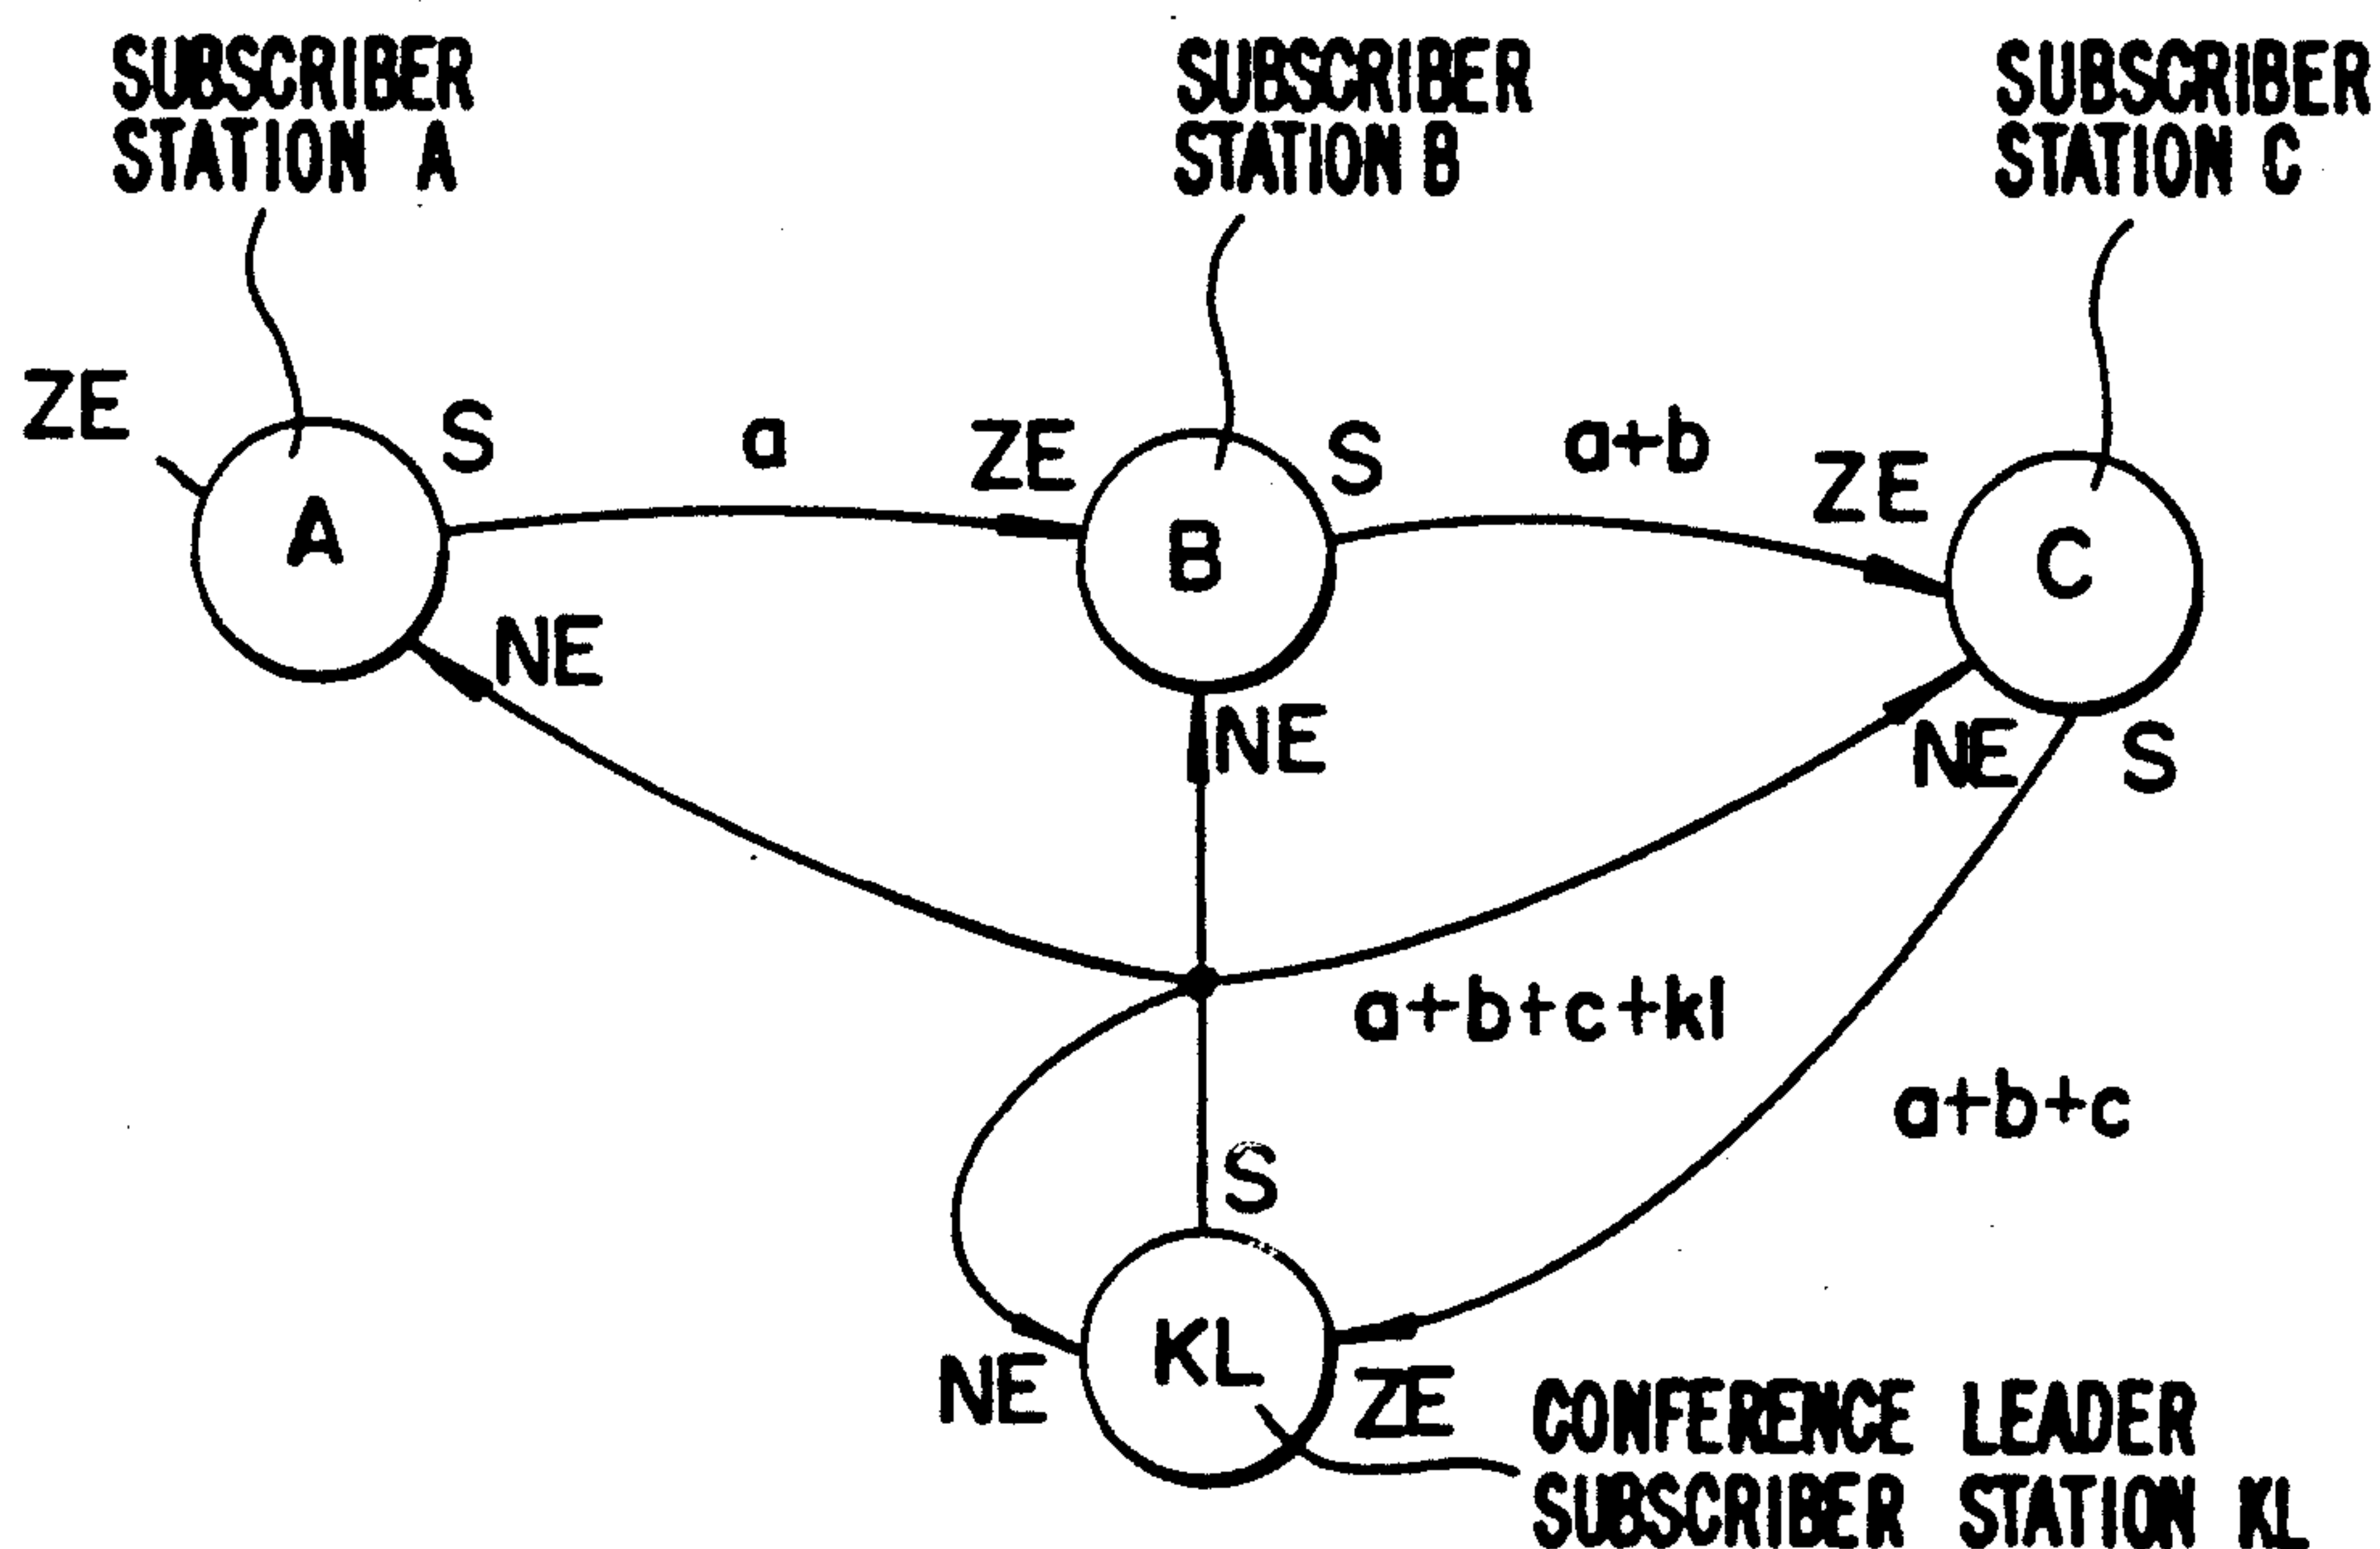 SUBSCRIBER
STATION A
SUBSCRIBER
STATION B
SUBSCRIBER
STATION C
ZE
S
a
ZE
S
a+b
ZE
A
B
C
NE
NE
NE
S
a+b+c+kl
a+b+c
S
KL
NE
ZE
CONFERENCE LEADER
SUBSCRIBER STATION KL